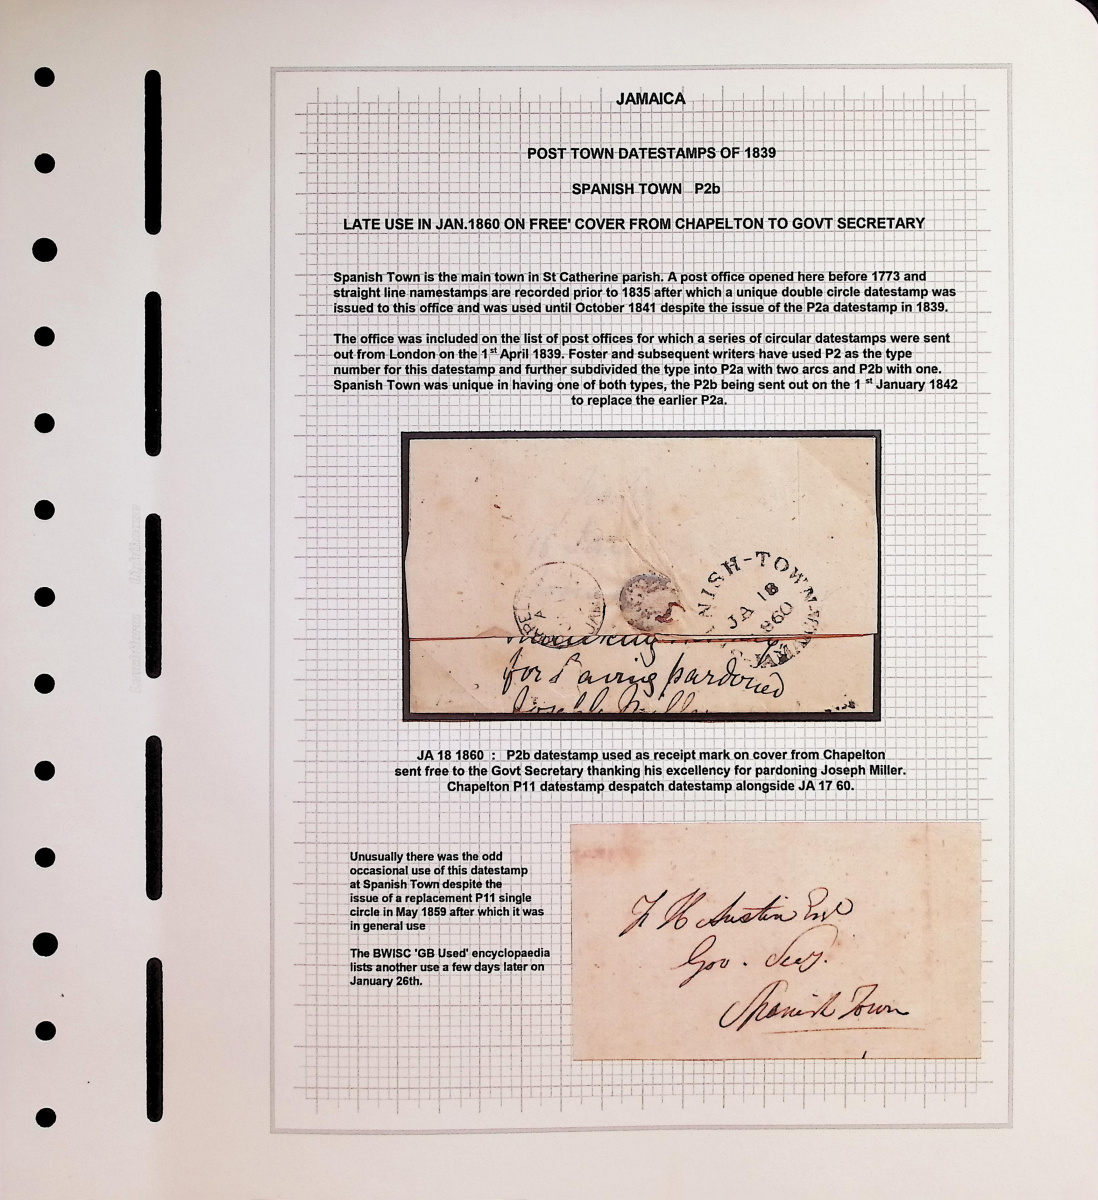 JAMAICA
POST TOWN DATESTAMPS OF 1839
SPANISH TOWN P2b
LATE USE IN JAN.1860 ON FREE' COVER FROM CHAPELTON TO GOVT SECRETARY
Spanish Town is the main town in St Catherine parish. A post office opened here before 1773 and
straight line namestamps are recorded prior to 1835 after which a unique double circle datestamp was
issued to this office and was used until October 1841 despite the issue of the P2a datestamp in 1839.
The office was included on the list of post offices for which a series of circular datestamps were sent
out from London on the 1st April 1839. Foster and subsequent writers have used P2 as the type
number for this datestamp and further subdivided the type into P2a with two arcs and P2b with one.
Spanish Town was unique in having one of both types, the P2b being sent out on the 1 st January 1842
to replace the earlier P2a.
NISH-TOWN
JA 18
1860
JAMAICA
for having pardoned
JA 18 1860 : P2b datestamp used as receipt mark on cover from Chapelton
sent free to the Govt Secretary thanking his excellency for pardoning Joseph Miller.
Chapelton P11 datestamp despatch datestamp alongside JA 17 60.
Unusually there was the odd
occasional use of this datestamp
at Spanish Town despite the
issue of a replacement P11 single
circle in May 1859 after which it was
in general use
The BWISC 'GB Used' encyclopaedia
lists another use a few days later on
January 26th.
H W Austin Esqr
Gov. Secy.
Spanish Town